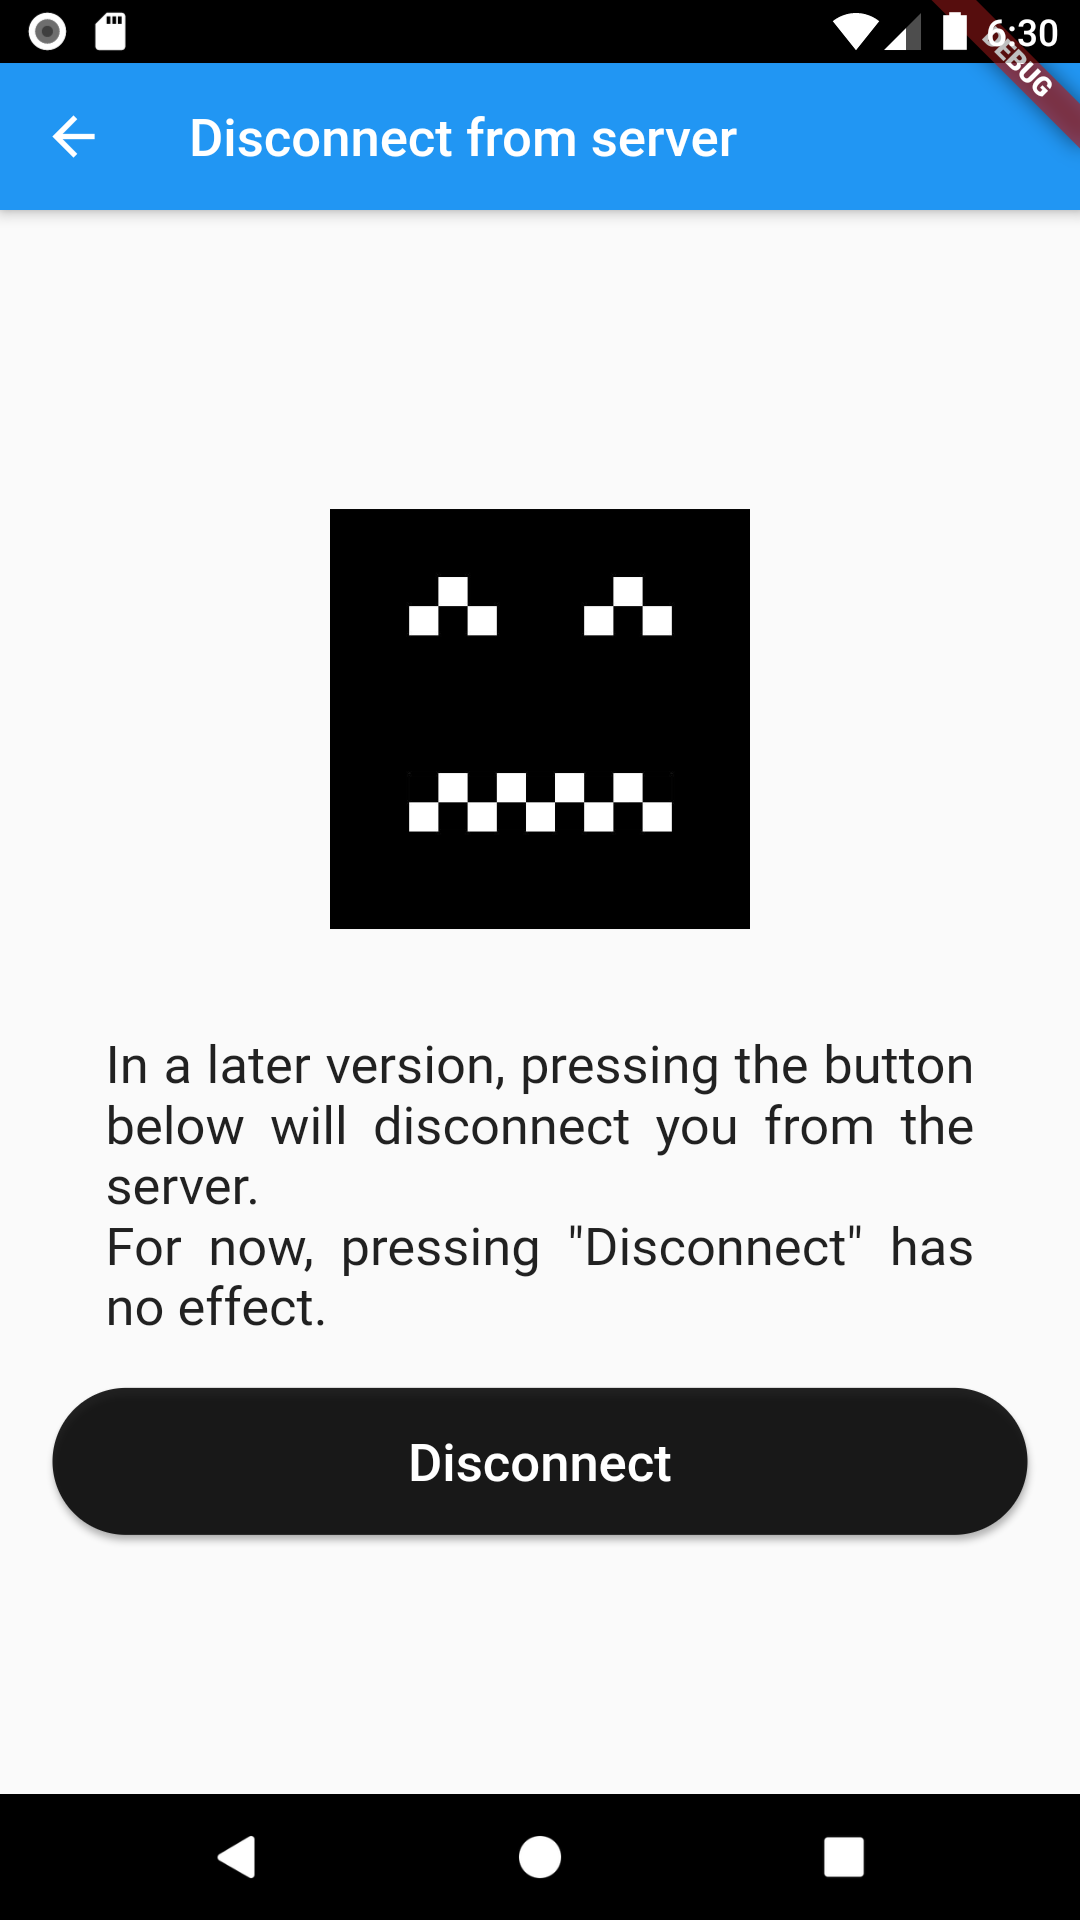 6:30
DEBUG
Disconnect from server
In a later version, pressing the button
below will disconnect you from the
server.
For now, pressing "Disconnect" has
no effect.
Disconnect